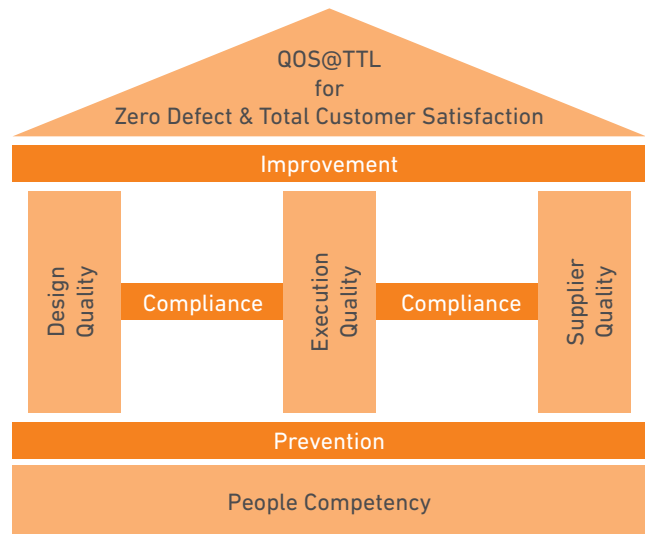 QOS@TTL
for
Zero Defect & Total Customer Satisfaction
Improvement
Design
Quality
Compliance
Execution
Quality
Compliance
Supplier
Quality
Prevention
People Competency